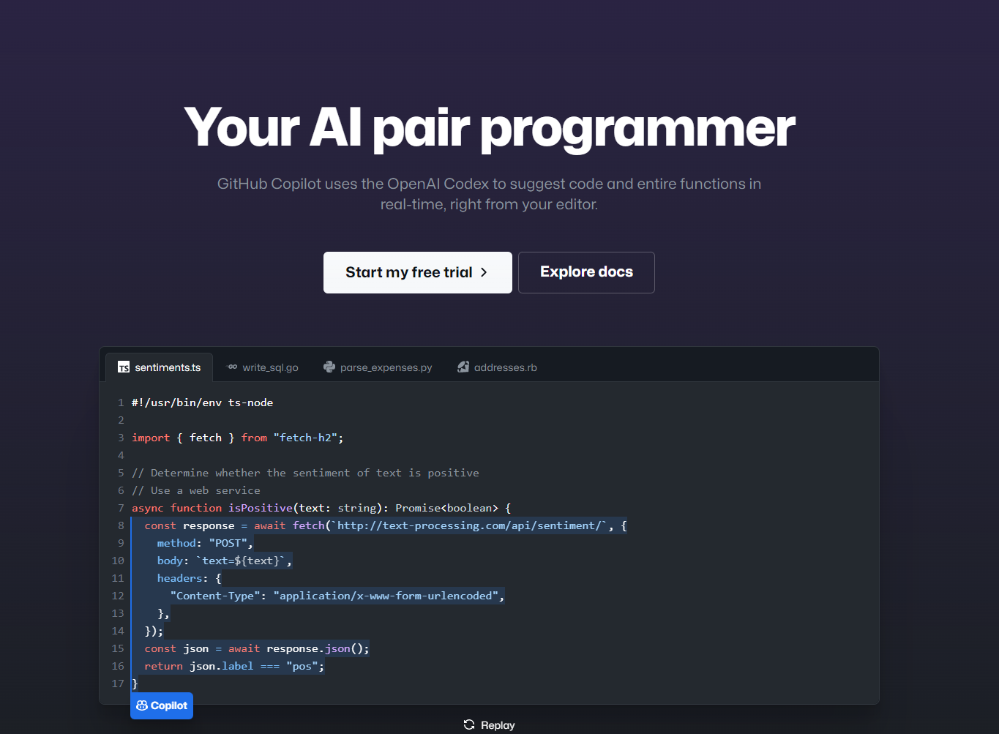 Your AI pair programmer
GitHub Copilot uses the OpenAI Codex to suggest code and entire functions in
real-time, right from your editor.
Start my free trial >
Explore docs
TS sentiments.ts
GO write_sql.go
parse_expenses.py
addresses.rb
1 #!/usr/bin/env ts-node
2
3 import { fetch } from "fetch-h2";
4
5 // Determine whether the sentiment of text is positive
6 // Use a web service
7 async function isPositive(text: string): Promise<boolean> {
8   const response = await fetch(`http://text-processing.com/api/sentiment/`, {
9     method: "POST",
10     body: `text=${text}`,
11     headers: {
12       "Content-Type": "application/x-www-form-urlencoded",
13     },
14   });
15   const json = await response.json();
16   return json.label === "pos";
17 }
Copilot
Replay